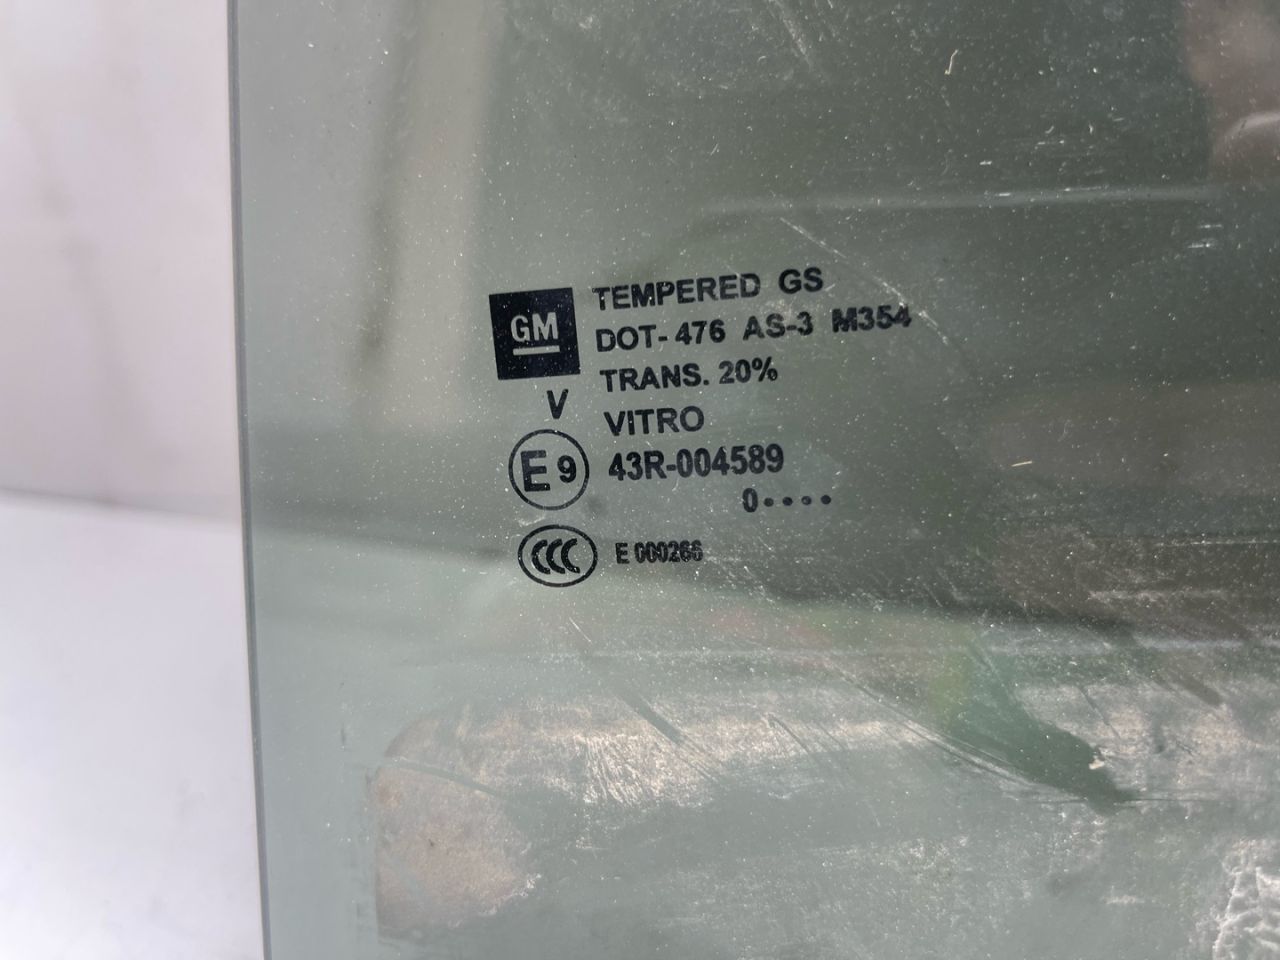 GM TEMPERED GS
DOT-476 AS-3 M354
TRANS. 20%
V VITRO
E9 43R-004589
0••••
CCC E 000266